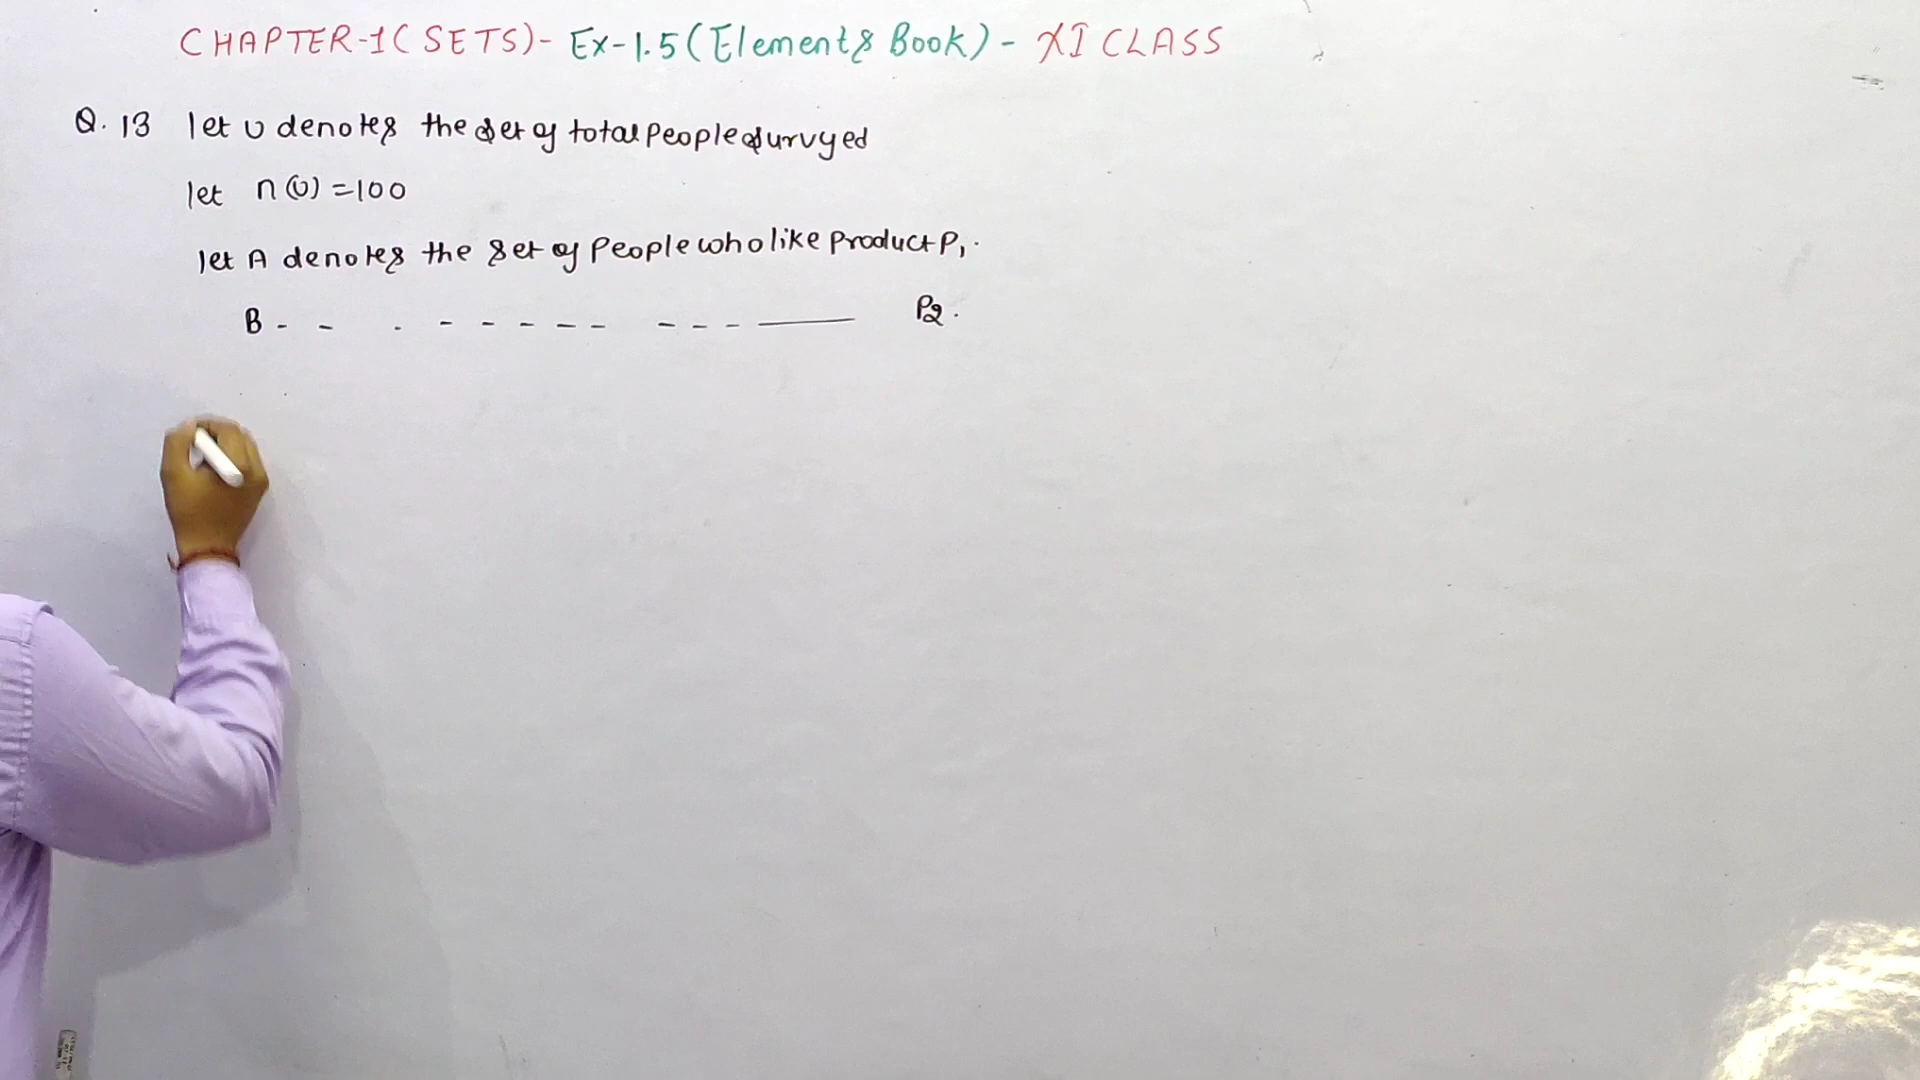 CHAPTER-1(SETS)- Ex-1.5(Elements Book)- XI CLASS
Q.13 let U denotes the set of total People survyed
let n(U)=100
let A denotes the set of People who like Product P1.
B - - . - - - - - - - - —— P2.